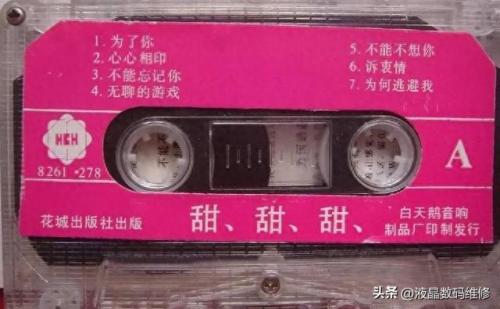 1. 为了你
2. 心心相印
3. 不能忘记你
4. 无聊的游戏
5. 不能不想你
6. 诉衷情
7. 为何逃避我
HCH
8261·278
A
花城出版社出版
甜、甜、甜、
白天鹅音响
制品厂印制发行
头条 @液晶数码维修